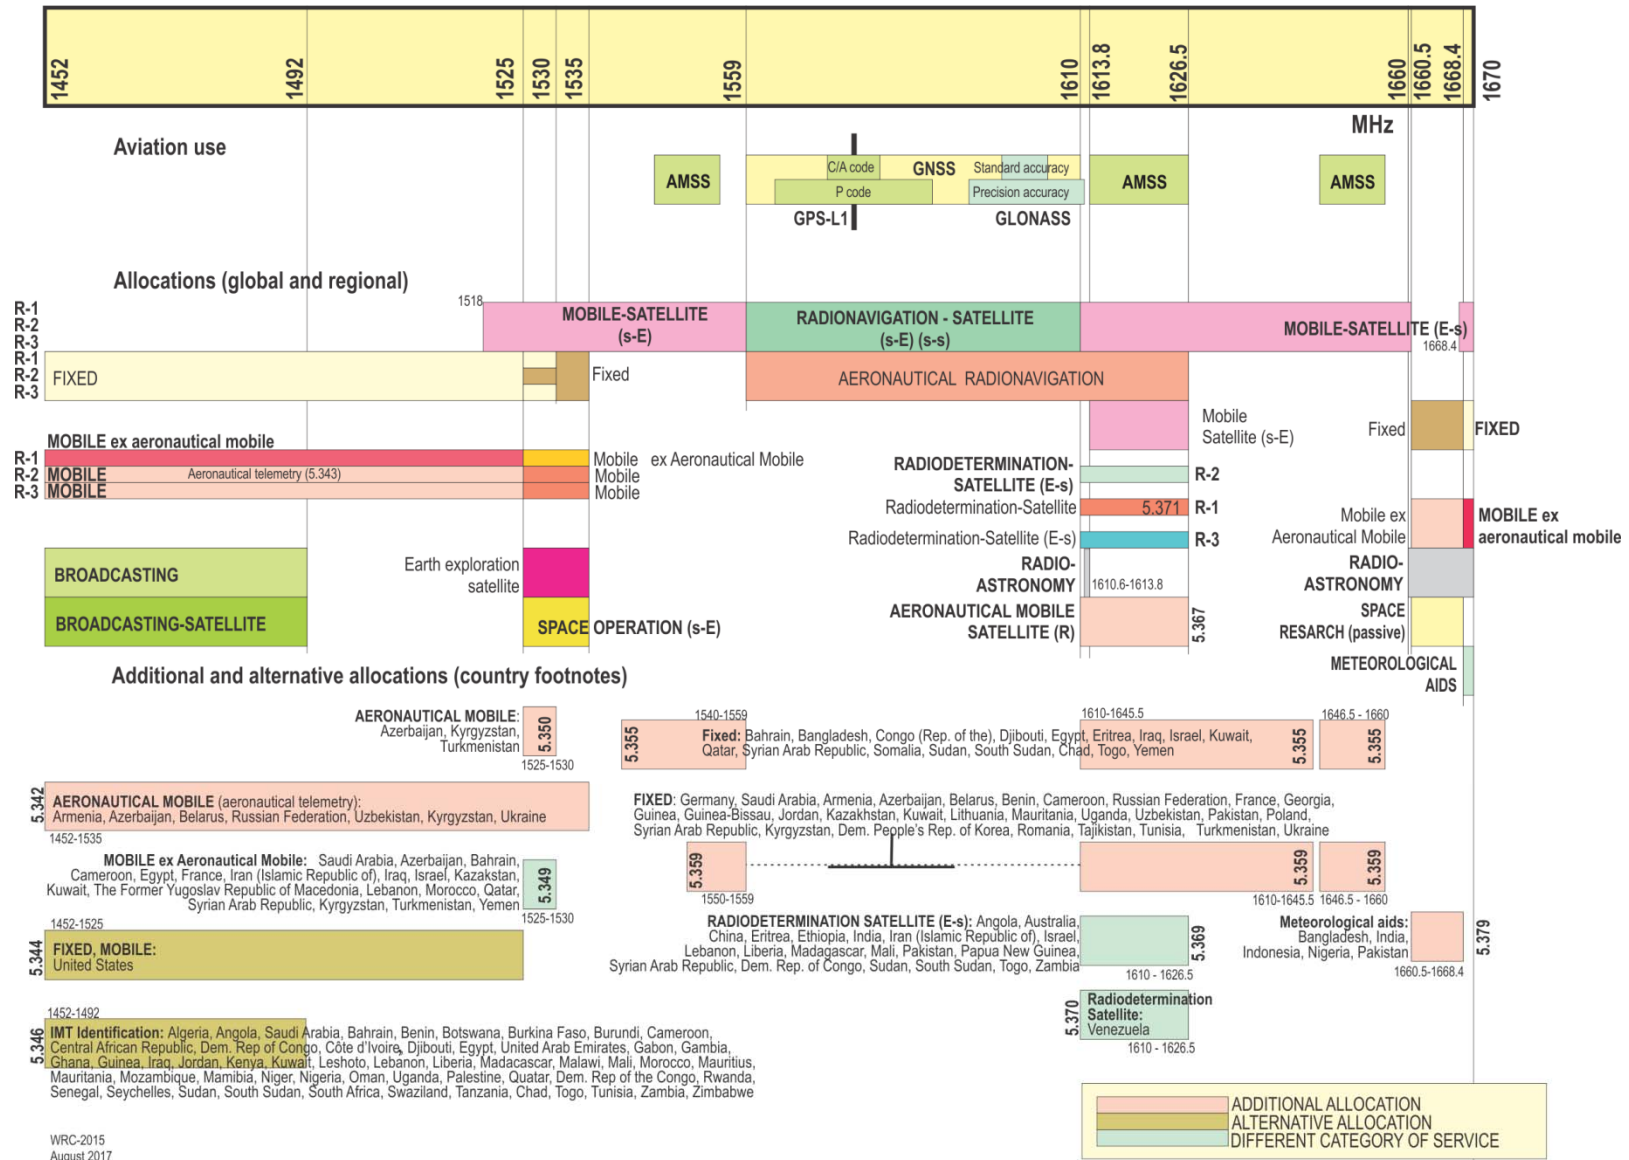 1452
1492
1525
1530
1535
1559
1610
1613.8
1626.5
1660
1660.5
1668.4
1670
MHz
Aviation use
AMSS
C/A code
GNSS
Standard accuracy
P code
Precision accuracy
GPS-L1
GLONASS
AMSS
AMSS
Allocations (global and regional)
R-1
R-2
R-3
1518
MOBILE-SATELLITE
(s-E)
RADIONAVIGATION - SATELLITE
(s-E) (s-s)
MOBILE-SATELLITE (E-s)
1668.4
R-1
R-2
R-3
FIXED
Fixed
AERONAUTICAL RADIONAVIGATION
Mobile
Satellite (s-E)
Fixed
FIXED
MOBILE ex aeronautical mobile
R-1
Mobile ex Aeronautical Mobile
R-2 MOBILE
Aeronautical telemetry (5.343)
Mobile
R-3 MOBILE
Mobile
RADIODETERMINATION-
SATELLITE (E-s)
R-2
Radiodetermination-Satellite
5.371
R-1
Radiodetermination-Satellite (E-s)
R-3
Mobile ex
Aeronautical Mobile
MOBILE ex
aeronautical mobile
BROADCASTING
Earth exploration
satellite
RADIO-
ASTRONOMY
1610.6-1613.8
RADIO-
ASTRONOMY
BROADCASTING-SATELLITE
SPACE OPERATION (s-E)
AERONAUTICAL MOBILE
SATELLITE (R)
5.367
SPACE
RESARCH (passive)
METEOROLOGICAL
AIDS
Additional and alternative allocations (country footnotes)
AERONAUTICAL MOBILE:
Azerbaijan, Kyrgyzstan,
Turkmenistan
5.350
1525-1530
5.355
1540-1559
1610-1645.5
1646.5 - 1660
Fixed: Bahrain, Bangladesh, Congo (Rep. of the), Djibouti, Egypt, Eritrea, Iraq, Israel, Kuwait,
Qatar, Syrian Arab Republic, Somalia, Sudan, South Sudan, Chad, Togo, Yemen
5.355
5.355
5.342
AERONAUTICAL MOBILE (aeronautical telemetry):
Armenia, Azerbaijan, Belarus, Russian Federation, Uzbekistan, Kyrgyzstan, Ukraine
1452-1535
FIXED: Germany, Saudi Arabia, Armenia, Azerbaijan, Belarus, Benin, Cameroon, Russian Federation, France, Georgia,
Guinea, Guinea-Bissau, Jordan, Kazakhstan, Kuwait, Lithuania, Mauritania, Uganda, Uzbekistan, Pakistan, Poland,
Syrian Arab Republic, Kyrgyzstan, Dem. People's Rep. of Korea, Romania, Tajikistan, Tunisia, Turkmenistan, Ukraine
5.359
1550-1559
5.359
1610-1645.5
5.359
1646.5 - 1660
MOBILE ex Aeronautical Mobile: Saudi Arabia, Azerbaijan, Bahrain,
Cameroon, Egypt, France, Iran (Islamic Republic of), Iraq, Israel, Kazakstan,
Kuwait, The Former Yugoslav Republic of Macedonia, Lebanon, Morocco, Qatar,
Syrian Arab Republic, Kyrgyzstan, Turkmenistan, Yemen
5.349
1525-1530
1452-1525
5.344
FIXED, MOBILE:
United States
RADIODETERMINATION SATELLITE (E-s): Angola, Australia,
China, Eritrea, Ethiopia, India, Iran (Islamic Republic of), Israel,
Lebanon, Liberia, Madagascar, Mali, Pakistan, Papua New Guinea,
Syrian Arab Republic, Dem. Rep. of Congo, Sudan, South Sudan, Togo, Zambia
5.369
1610 - 1626.5
Meteorological aids:
Bangladesh, India,
Indonesia, Nigeria, Pakistan
1660.5-1668.4
5.379
5.370
Radiodetermination
Satellite:
Venezuela
1610 - 1626.5
1452-1492
5.346
IMT Identification: Algeria, Angola, Saudi Arabia, Bahrain, Benin, Botswana, Burkina Faso, Burundi, Cameroon,
Central African Republic, Dem. Rep of Congo, Côte d'Ivoire, Djibouti, Egypt, United Arab Emirates, Gabon, Gambia,
Ghana, Guinea, Iraq, Jordan, Kenya, Kuwait, Leshoto, Lebanon, Liberia, Madacascar, Malawi, Mali, Morocco, Mauritius,
Mauritania, Mozambique, Mamibia, Niger, Nigeria, Oman, Uganda, Palestine, Quatar, Dem. Rep of the Congo, Rwanda,
Senegal, Seychelles, Sudan, South Sudan, South Africa, Swaziland, Tanzania, Chad, Togo, Tunisia, Zambia, Zimbabwe
ADDITIONAL ALLOCATION
ALTERNATIVE ALLOCATION
DIFFERENT CATEGORY OF SERVICE
WRC-2015
August 2017